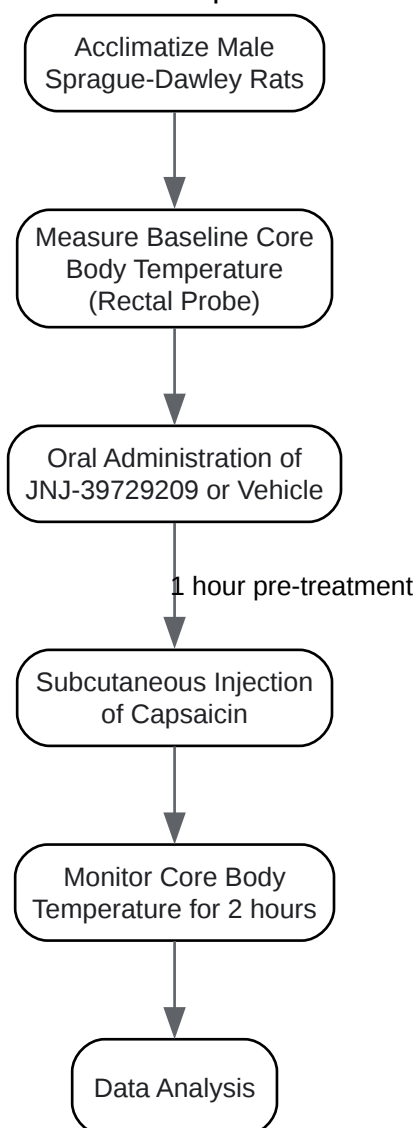 Acclimatize Male
Sprague-Dawley Rats
Measure Baseline Core
Body Temperature
(Rectal Probe)
Oral Administration of
JNJ-39729209 or Vehicle
1 hour pre-treatment
Subcutaneous Injection
of Capsaicin
Monitor Core Body
Temperature for 2 hours
Data Analysis